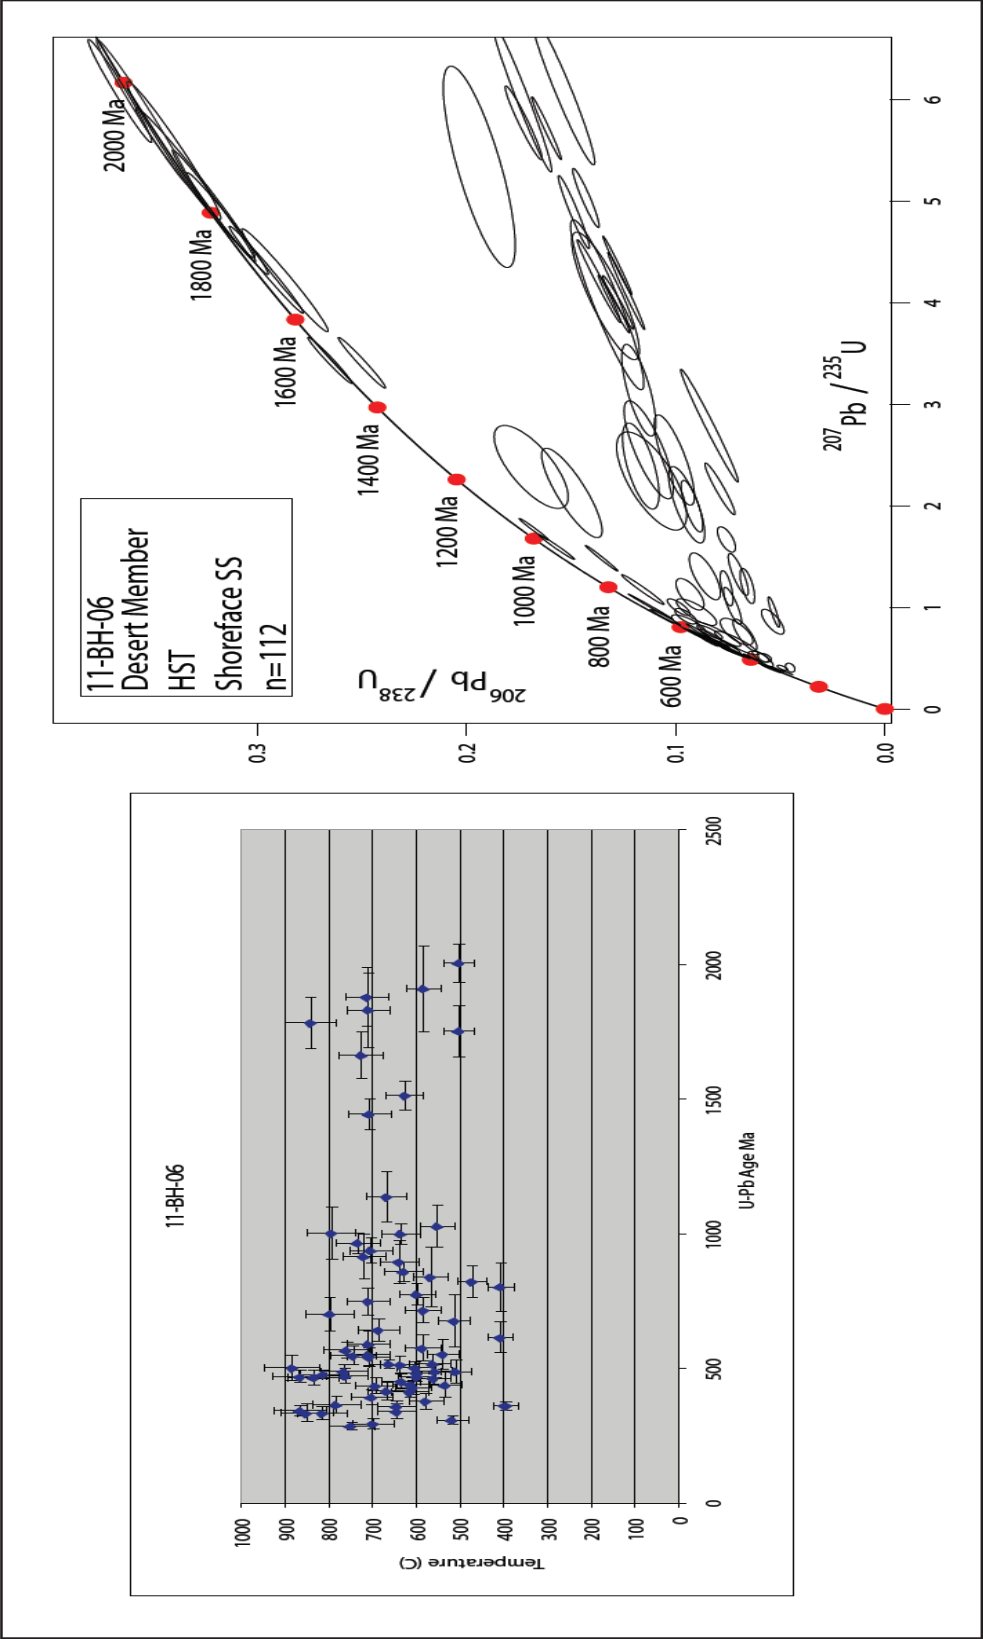 11-BH-06
Temperature (C)
1000
900
800
700
600
500
400
300
200
100
0
0
500
1000
1500
2000
2500
U-Pb Age Ma
11-BH-06
Desert Member
HST
Shoreface SS
n=112
206Pb / 238U
0.3
0.2
0.1
0.0
2000 Ma
1800 Ma
1600 Ma
1400 Ma
1200 Ma
1000 Ma
800 Ma
600 Ma
0
1
2
3
4
5
6
207Pb / 235U